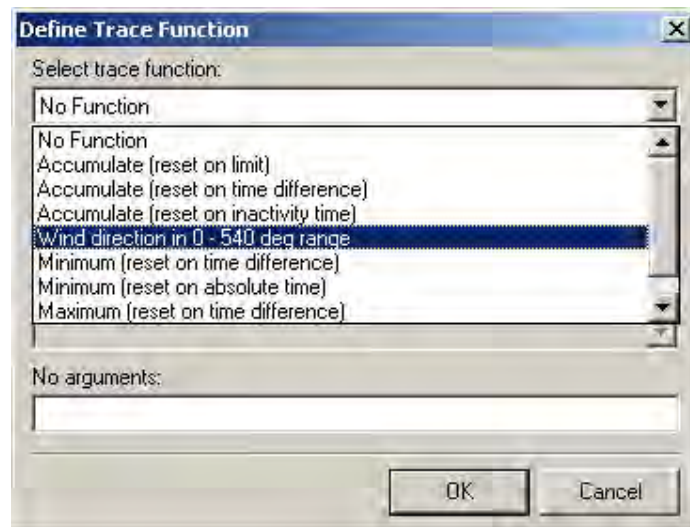 Define Trace Function
Select trace function:
No Function
No Function
Accumulate (reset on limit)
Accumulate (reset on time difference)
Accumulate (reset on inactivity time)
Wind direction in 0 - 540 deg range
Minimum (reset on time difference)
Minimum (reset on absolute time)
Maximum (reset on time difference)
No arguments:
OK Cancel